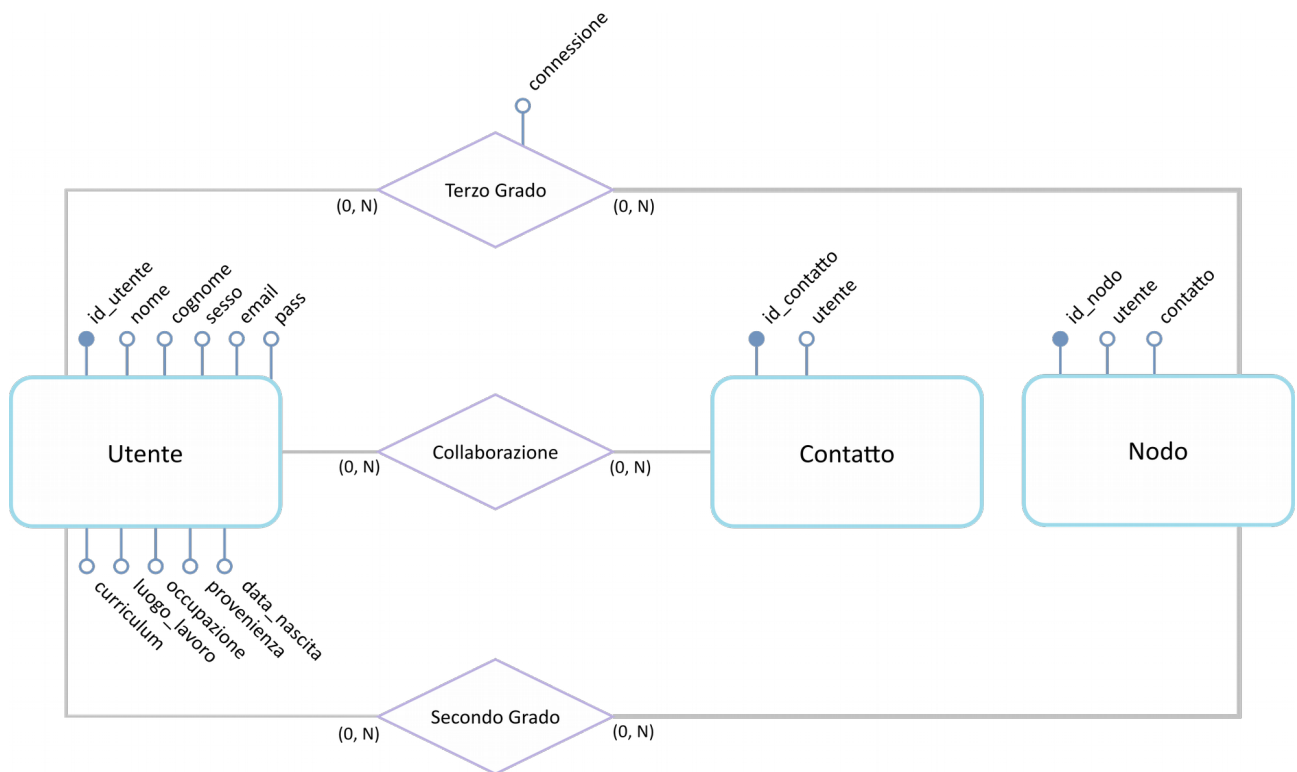 connessione
Terzo Grado
(0, N)
(0, N)
id_utente
nome
cognome
sesso
email
pass
id_contatto
utente
id_nodo
utente
contatto
Utente
Collaborazione
Contatto
Nodo
(0, N)
(0, N)
curriculum
luogo_lavoro
occupazione
provenienza
data_nascita
Secondo Grado
(0, N)
(0, N)